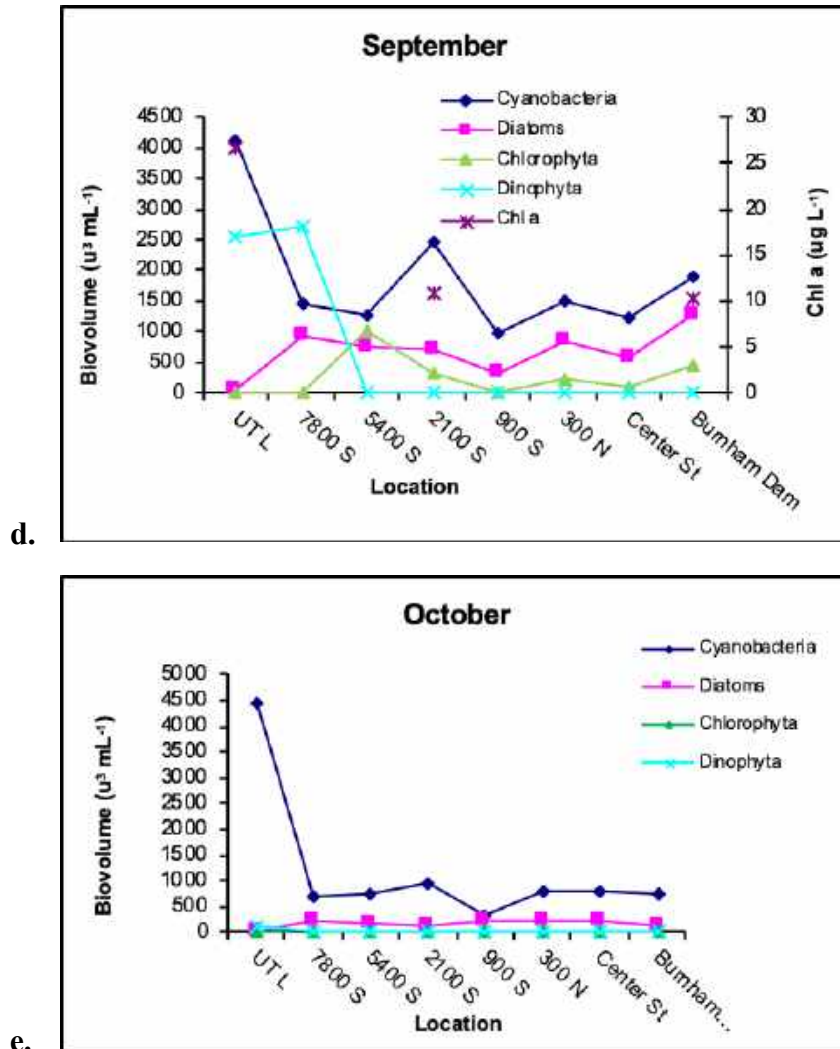 September
Cyanobacteria
Diatoms
Chlorophyta
Dinophyta
Chl a
4500
4000
3500
3000
2500
2000
1500
1000
500
0
30
25
20
15
10
5
0
Biovolume (u³ mL⁻¹)
Chl a (ug L⁻¹)
UT L
7800 S
5400 S
2100 S
900 S
300 N
Center St
Burnham Dam
Location
d.
October
Cyanobacteria
Diatoms
Chlorophyta
Dinophyta
5000
4500
4000
3500
3000
2500
2000
1500
1000
500
0
Biovolume (u³ mL⁻¹)
UT L
7800 S
5400 S
2100 S
900 S
300 N
Center St
Burnham...
Location
e.